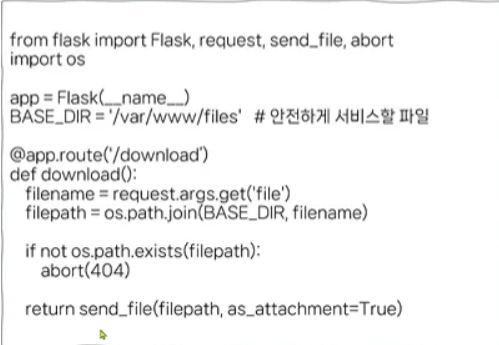 from flask import Flask, request, send_file, abort
import os
app = Flask(__name__)
BASE_DIR = '/var/www/files'  # 안전하게 서비스할 파일
@app.route('/download')
def download():
    filename = request.args.get('file')
    filepath = os.path.join(BASE_DIR, filename)
    if not os.path.exists(filepath):
        abort(404)
    return send_file(filepath, as_attachment=True)